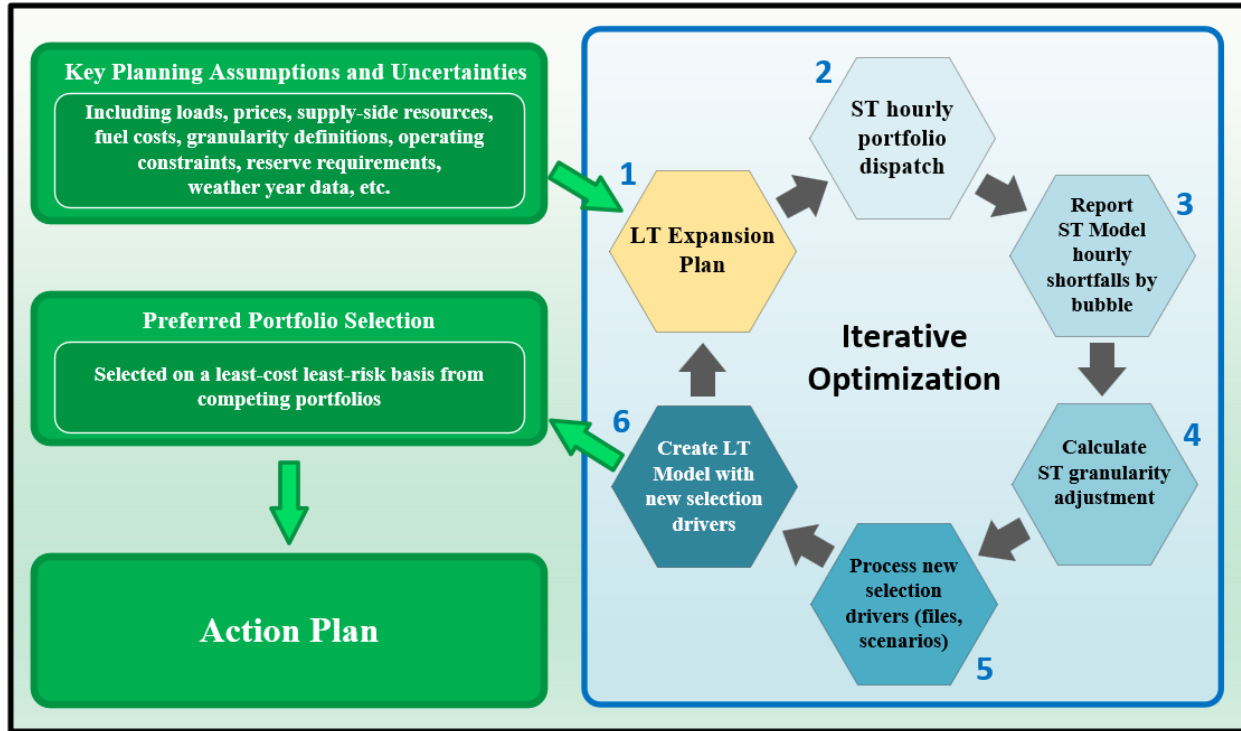 Key Planning Assumptions and Uncertainties
Including loads, prices, supply-side resources,
fuel costs, granularity definitions, operating
constraints, reserve requirements,
weather year data, etc.
Preferred Portfolio Selection
Selected on a least-cost least-risk basis from
competing portfolios
Action Plan
1
LT Expansion
Plan
2
ST hourly
portfolio
dispatch
3
Report
ST Model
hourly
shortfalls by
bubble
Iterative
Optimization
4
Calculate
ST granularity
adjustment
5
Process new
selection
drivers (files,
scenarios)
6
Create LT
Model with
new selection
drivers